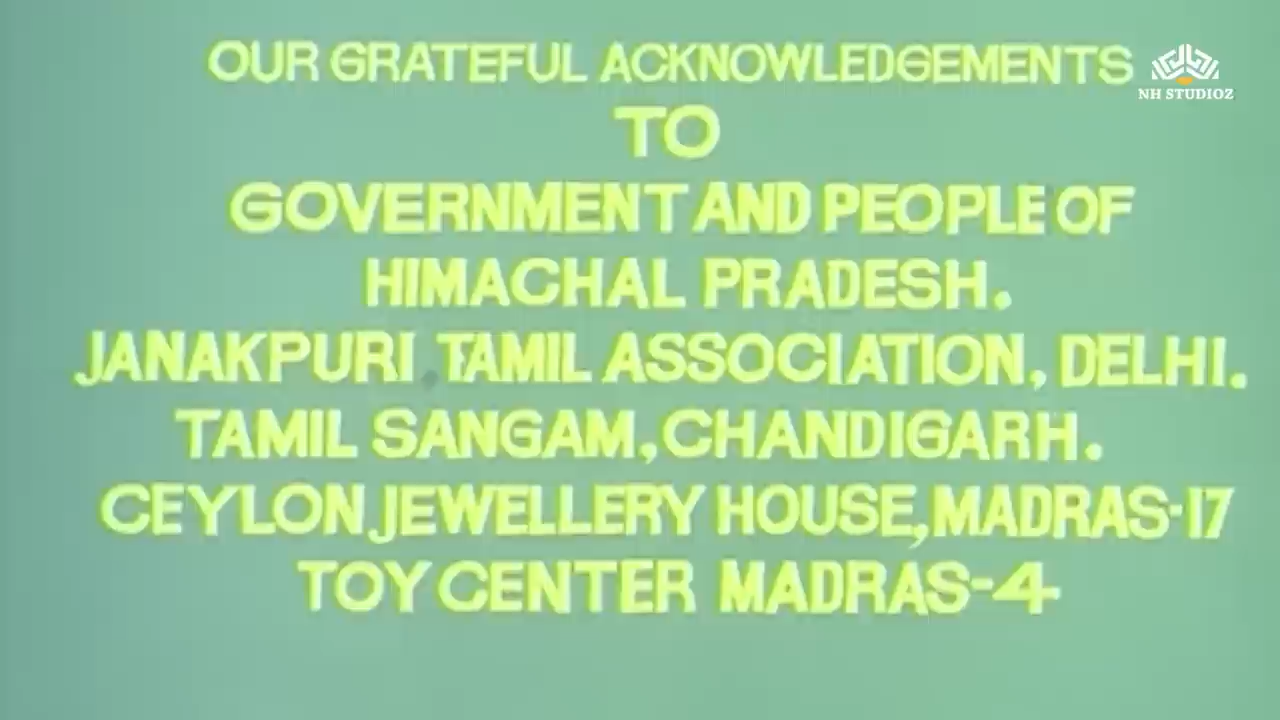 OUR GRATEFUL ACKNOWLEDGEMENTS
TO
GOVERNMENT AND PEOPLE OF
HIMACHAL PRADESH.
JANAKPURI TAMIL ASSOCIATION, DELHI.
TAMIL SANGAM, CHANDIGARH.
CEYLON JEWELLERY HOUSE, MADRAS-17
TOY CENTER MADRAS-4
NH STUDIOZ